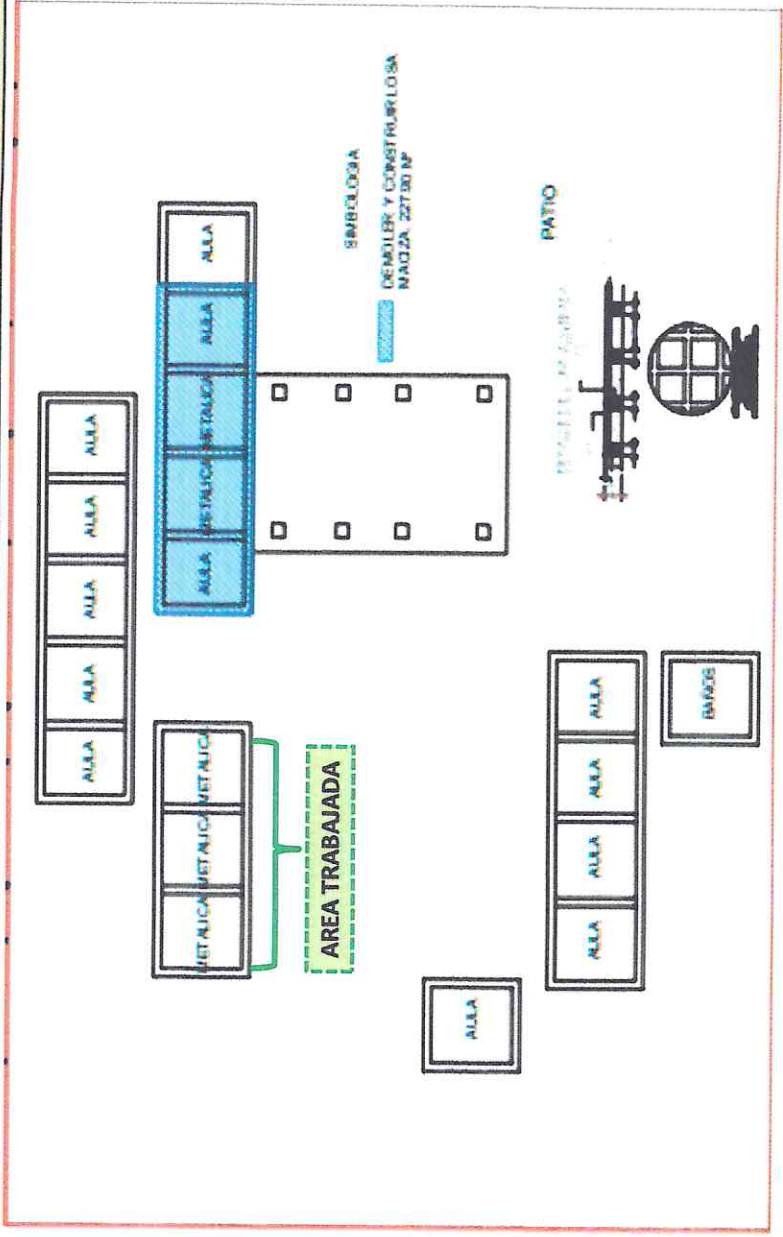 AULA AULA AULA AULA AULA
METALICA METALICA METALICA AULA METALICA METALICA AULA AULA
AREA TRABAJADA
SIMBOLOGIA
DEMOLER Y CONSTRUIR LOSA
MACIZA. 227.90 M²
AULA
PATIO
AULA AULA AULA AULA
BAÑOS